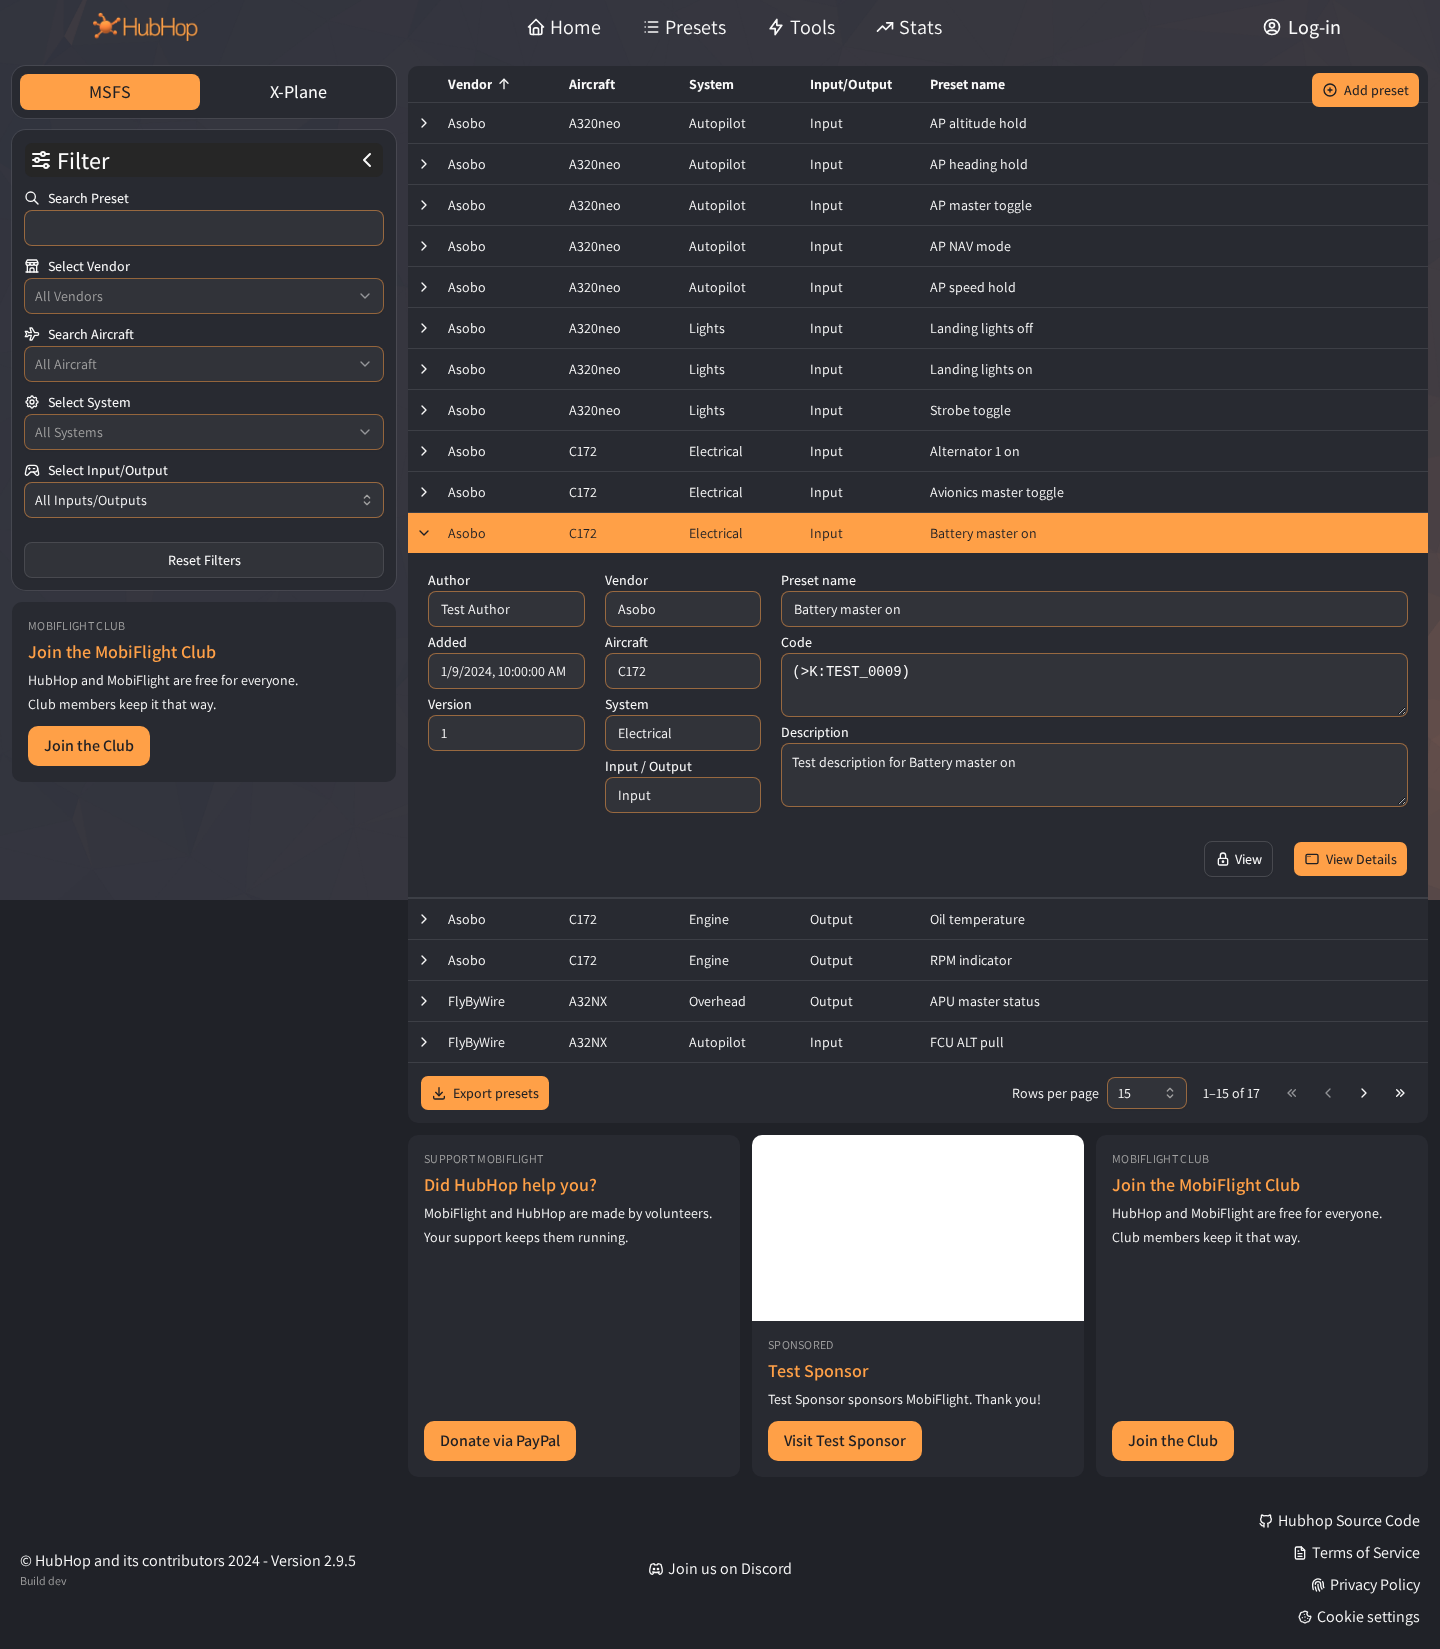 HubHop
Home
Presets
Tools
Stats
Log-in
MSFS
X-Plane
Filter
Search Preset
Select Vendor
All Vendors
Search Aircraft
All Aircraft
Select System
All Systems
Select Input/Output
All Inputs/Outputs
Reset Filters
MOBIFLIGHT CLUB
Join the MobiFlight Club
HubHop and MobiFlight are free for everyone.
Club members keep it that way.
Join the Club
Vendor Aircraft System Input/Output Preset name
Add preset
Asobo A320neo Autopilot Input AP altitude hold
Asobo A320neo Autopilot Input AP heading hold
Asobo A320neo Autopilot Input AP master toggle
Asobo A320neo Autopilot Input AP NAV mode
Asobo A320neo Autopilot Input AP speed hold
Asobo A320neo Lights Input Landing lights off
Asobo A320neo Lights Input Landing lights on
Asobo A320neo Lights Input Strobe toggle
Asobo C172 Electrical Input Alternator 1 on
Asobo C172 Electrical Input Avionics master toggle
Asobo C172 Electrical Input Battery master on
Author
Test Author
Added
1/9/2024, 10:00:00 AM
Version
1
Vendor
Asobo
Aircraft
C172
System
Electrical
Input / Output
Input
Preset name
Battery master on
Code
(>K:TEST_0009)
Description
Test description for Battery master on
View
View Details
Asobo C172 Engine Output Oil temperature
Asobo C172 Engine Output RPM indicator
FlyByWire A32NX Overhead Output APU master status
FlyByWire A32NX Autopilot Input FCU ALT pull
Export presets
Rows per page 15 1–15 of 17
SUPPORT MOBIFLIGHT
Did HubHop help you?
MobiFlight and HubHop are made by volunteers.
Your support keeps them running.
Donate via PayPal
SPONSORED
Test Sponsor
Test Sponsor sponsors MobiFlight. Thank you!
Visit Test Sponsor
MOBIFLIGHT CLUB
Join the MobiFlight Club
HubHop and MobiFlight are free for everyone.
Club members keep it that way.
Join the Club
© HubHop and its contributors 2024 - Version 2.9.5
Build dev
Join us on Discord
Hubhop Source Code
Terms of Service
Privacy Policy
Cookie settings